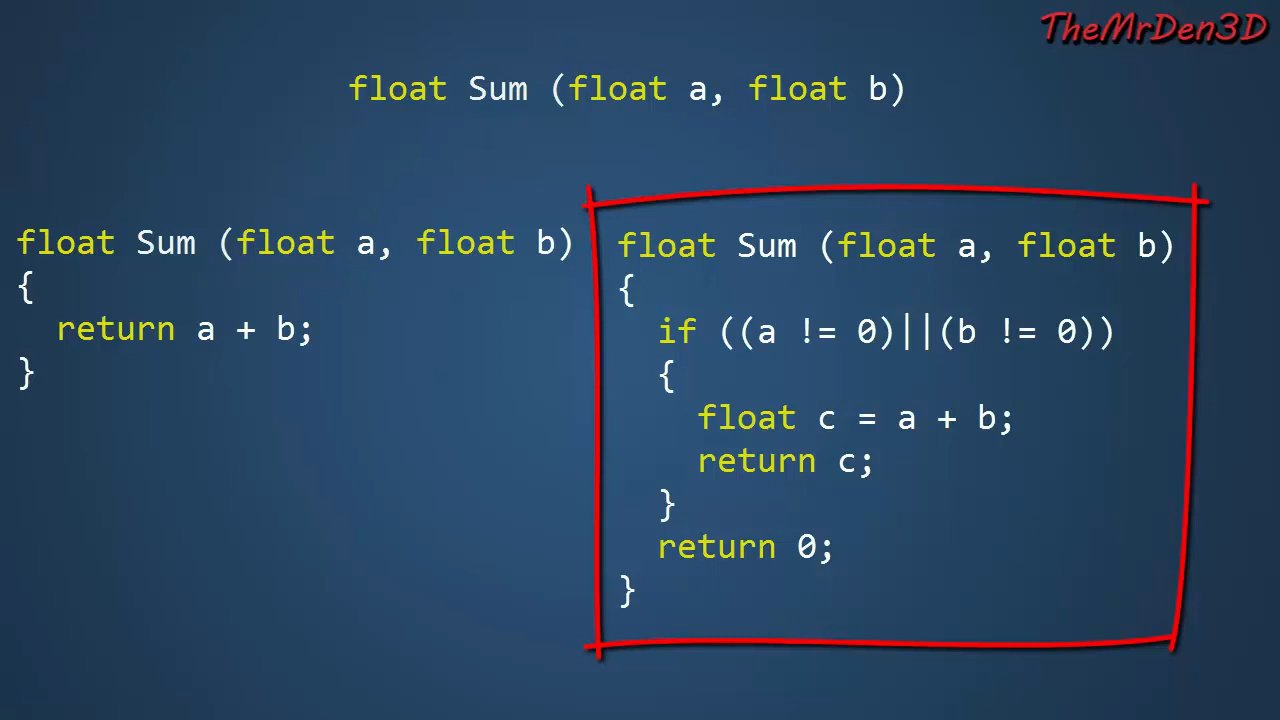 TheMrDen3D
float Sum (float a, float b)
float Sum (float a, float b)
{
  return a + b;
}
float Sum (float a, float b)
{
  if ((a != 0)||(b != 0))
  {
    float c = a + b;
    return c;
  }
  return 0;
}